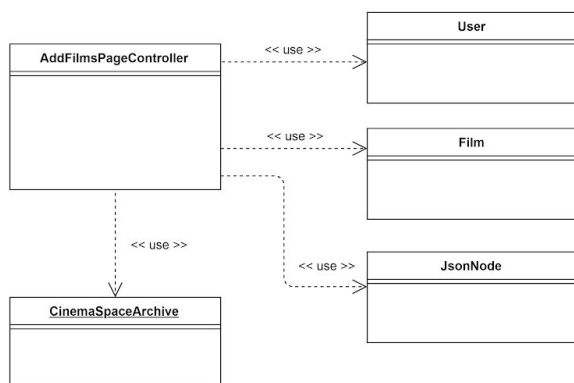 User
AddFilmsPageController
<< use >>
<< use >>
Film
<< use >>
JsonNode
<< use >>
CinemaSpaceArchive